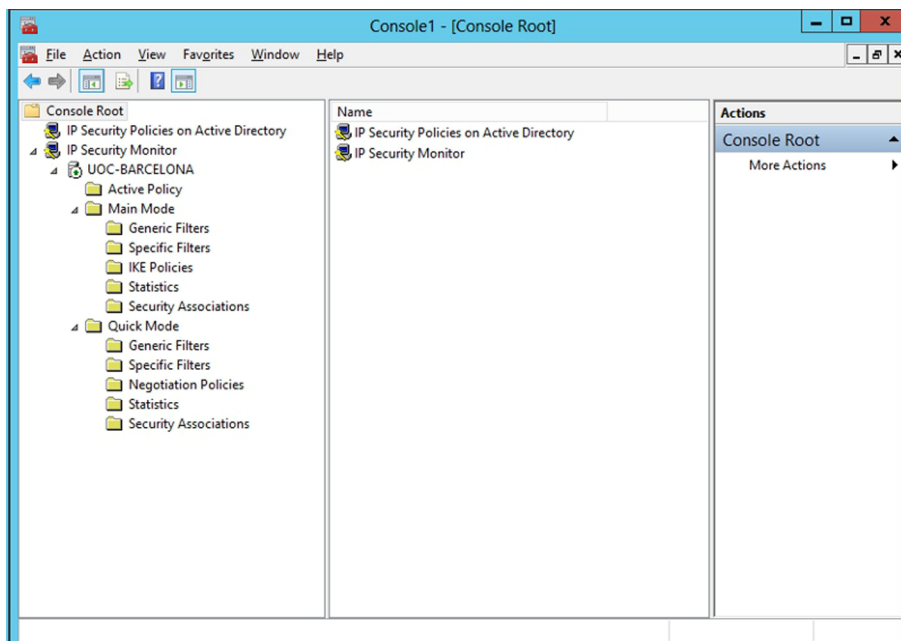 Console1 - [Console Root]
File Action View Favorites Window Help
Console Root
IP Security Policies on Active Directory
IP Security Monitor
UOC-BARCELONA
Active Policy
Main Mode
Generic Filters
Specific Filters
IKE Policies
Statistics
Security Associations
Quick Mode
Generic Filters
Specific Filters
Negotiation Policies
Statistics
Security Associations
Name
IP Security Policies on Active Directory
IP Security Monitor
Actions
Console Root
More Actions